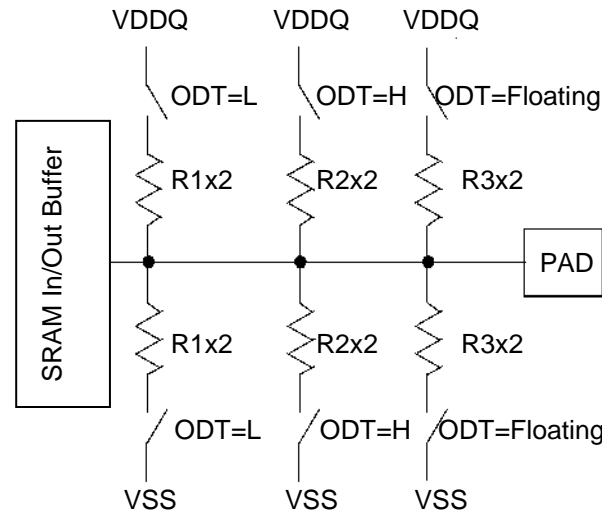 VDDQ VDDQ VDDQ
ODT=L ODT=H ODT=Floating
R1x2 R2x2 R3x2
SRAM In/Out Buffer
PAD
R1x2 R2x2 R3x2
ODT=L ODT=H ODT=Floating
VSS VSS VSS